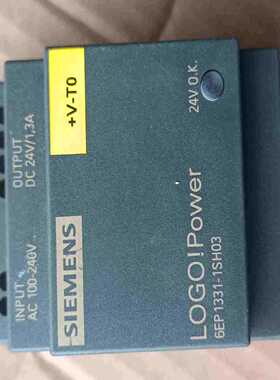 OUTPUT
DC 24V/1,3A
INPUT
AC 100-240V
+V-T0
SIEMENS
24V O.K.
LOGO!Power
6EP1331-1SH03